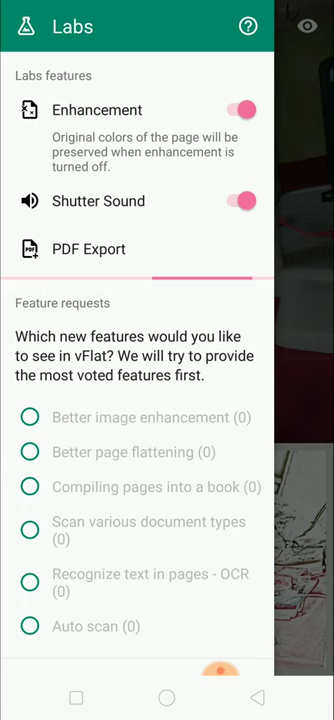 Labs
Labs features
Enhancement
Original colors of the page will be
preserved when enhancement is
turned off.
Shutter Sound
PDF Export
Feature requests
Which new features would you like
to see in vFlat? We will try to provide
the most voted features first.
Better image enhancement (0)
Better page flattening (0)
Compiling pages into a book (0)
Scan various document types
(0)
Recognize text in pages - OCR
(0)
Auto scan (0)